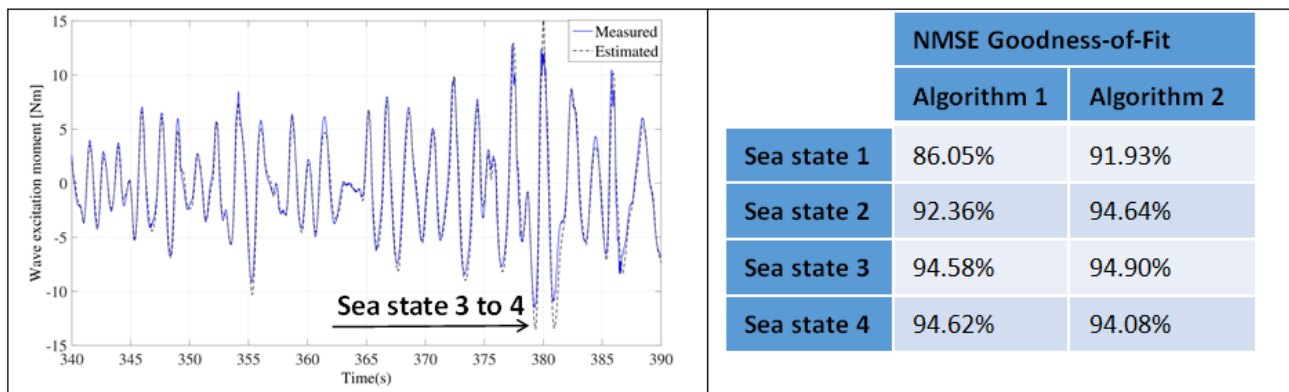 15
10
5
0
-5
-10
-15
Wave excitation moment [Nm]
Measured
Estimated
Sea state 3 to 4
340 345 350 355 360 365 370 375 380 385 390
Time(s)
NMSE Goodness-of-Fit
Algorithm 1 Algorithm 2
Sea state 1 86.05% 91.93%
Sea state 2 92.36% 94.64%
Sea state 3 94.58% 94.90%
Sea state 4 94.62% 94.08%